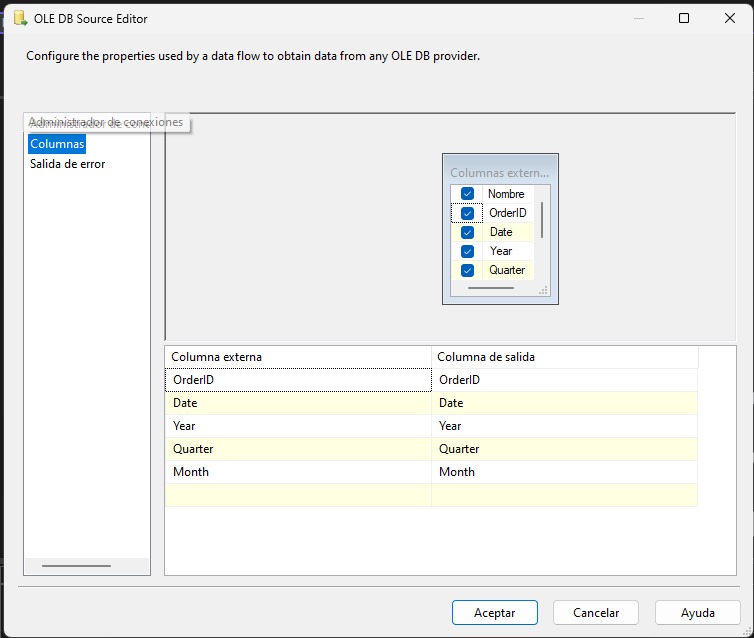 OLE DB Source Editor
Configure the properties used by a data flow to obtain data from any OLE DB provider.
Administrador de conexiones
Columnas
Salida de error
Columnas extern...
Nombre
OrderID
Date
Year
Quarter
Columna externa Columna de salida
OrderID OrderID
Date Date
Year Year
Quarter Quarter
Month Month
Aceptar Cancelar Ayuda